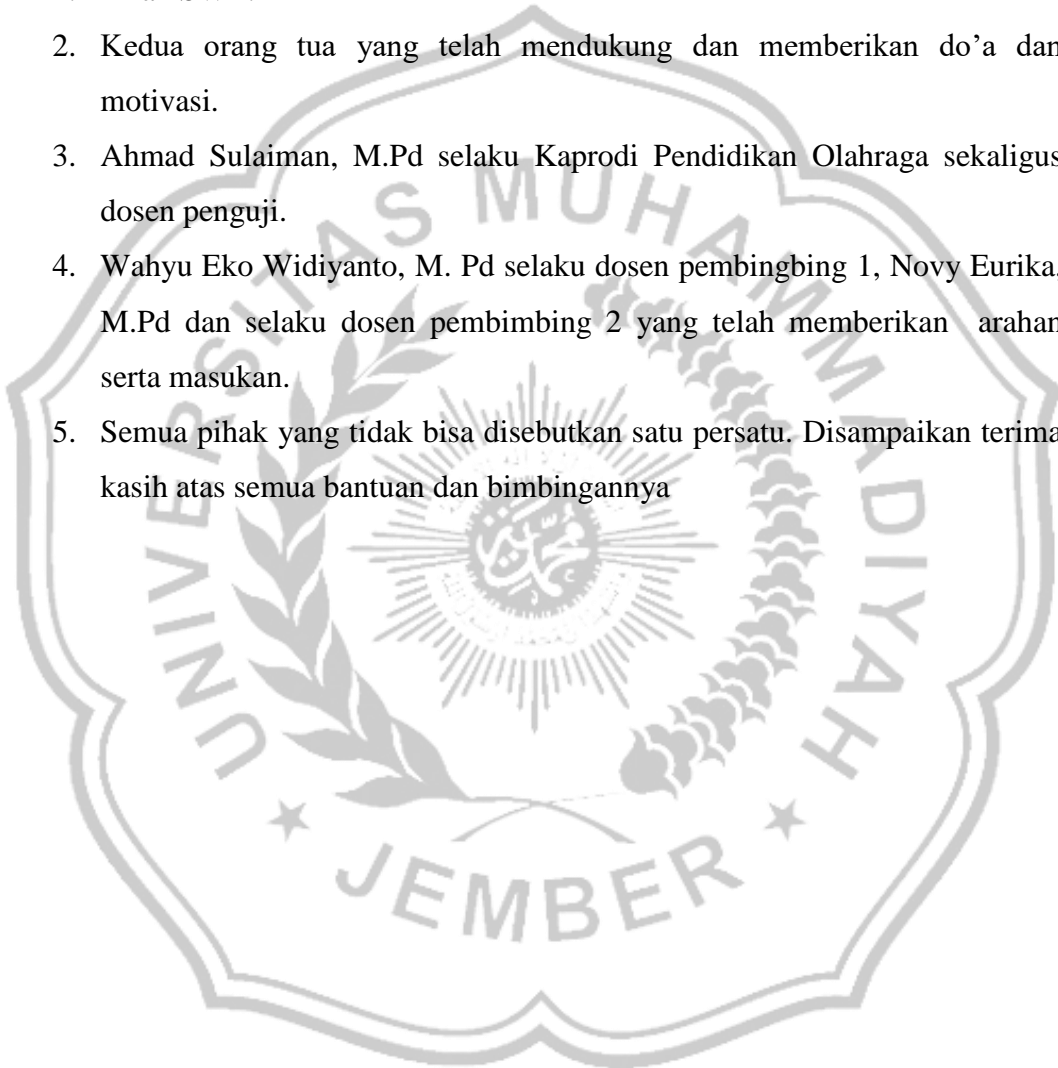 2. Kedua orang tua yang telah mendukung dan memberikan do’a dan
motivasi.
3. Ahmad Sulaiman, M.Pd selaku Kaprodi Pendidikan Olahraga sekaligus
dosen penguji.
4. Wahyu Eko Widiyanto, M. Pd selaku dosen pembingbing 1, Novy Eurika,
M.Pd dan selaku dosen pembimbing 2 yang telah memberikan arahan
serta masukan.
5. Semua pihak yang tidak bisa disebutkan satu persatu. Disampaikan terima
kasih atas semua bantuan dan bimbingannya
UNIVERSITAS MUHAMMADIYAH
JEMBER